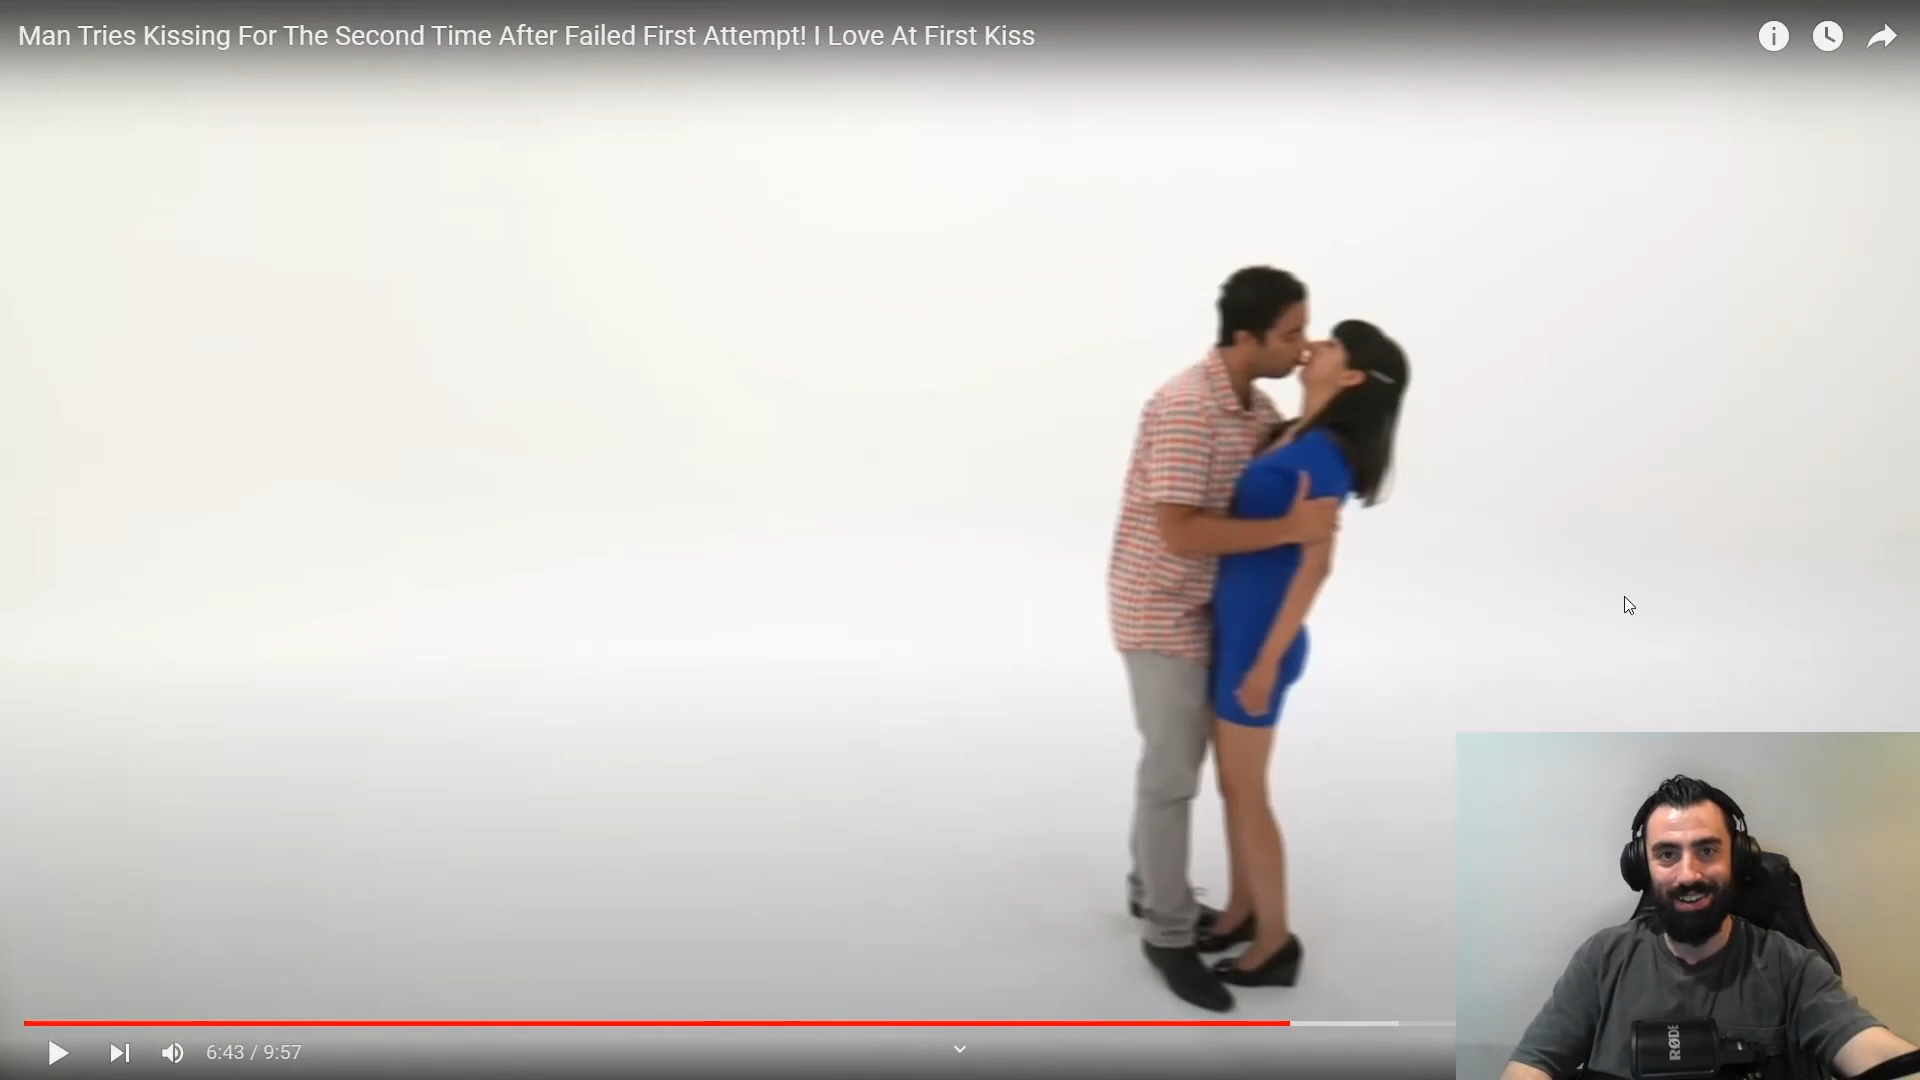 Man Tries Kissing For The Second Time After Failed First Attempt! I Love At First Kiss
6:43 / 9:57
RØDE